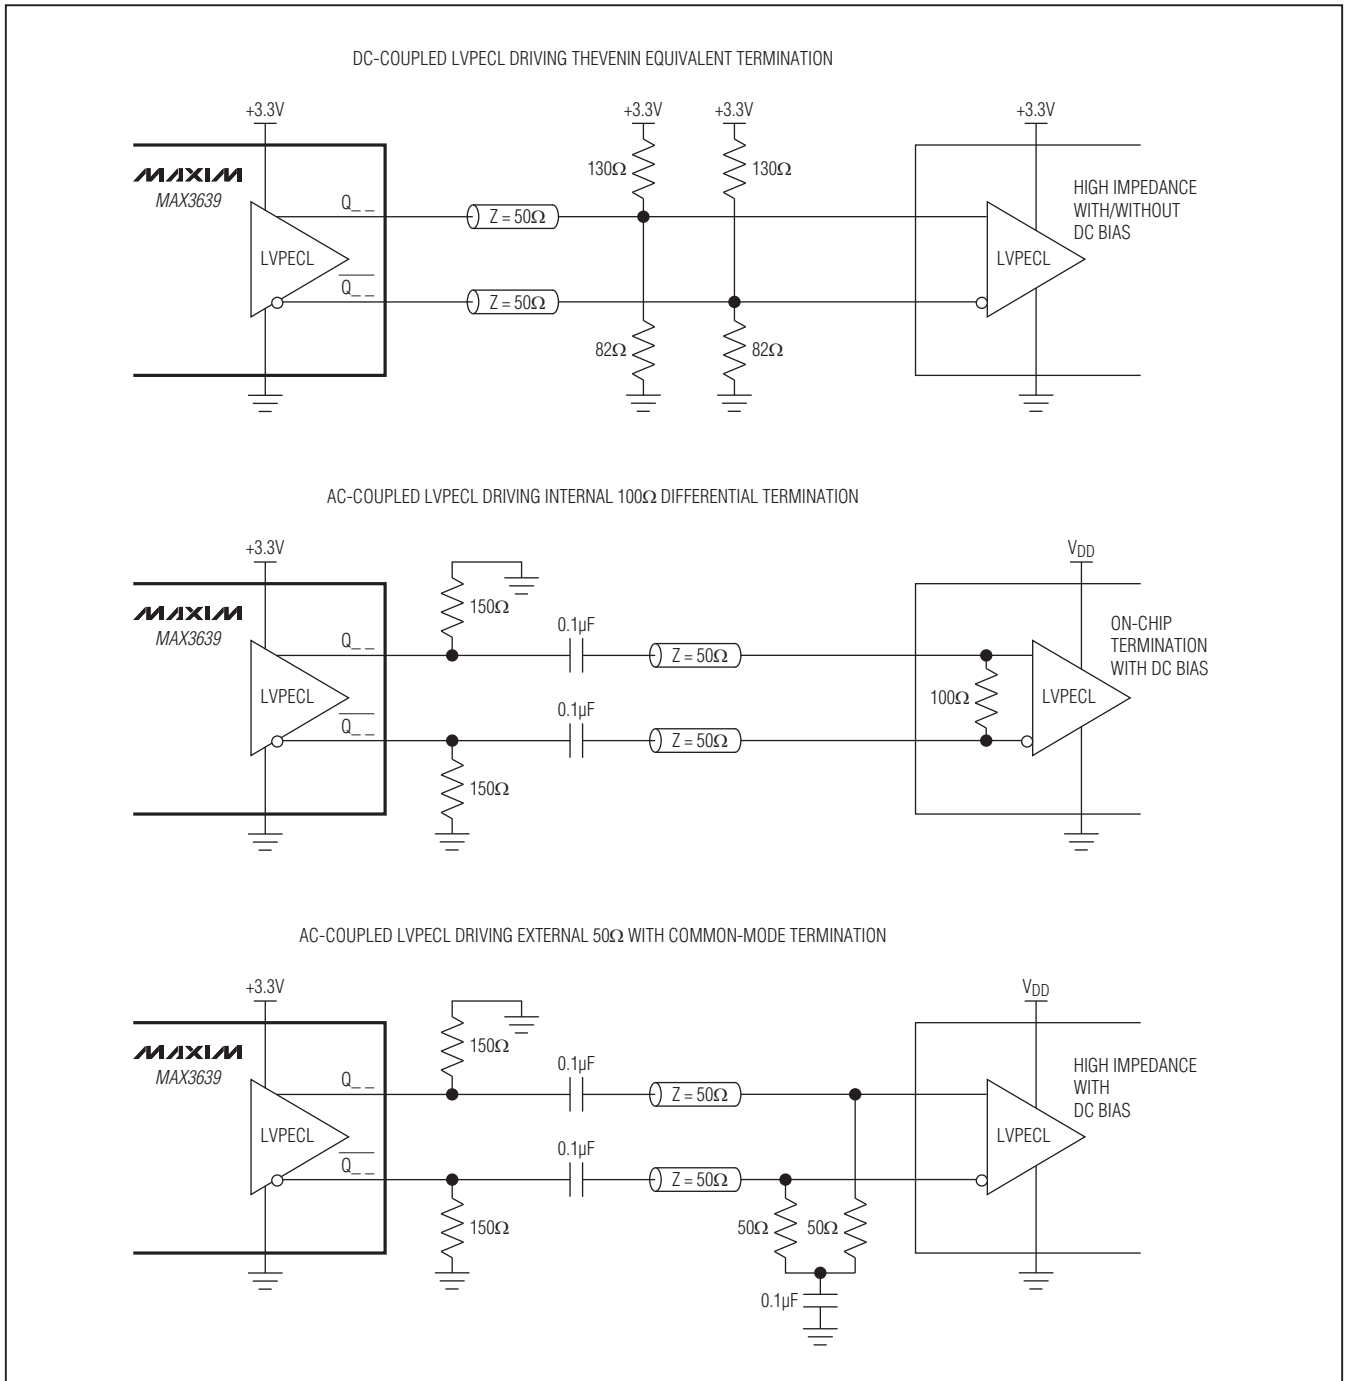 DC-COUPLED LVPECL DRIVING THEVENIN EQUIVALENT TERMINATION
+3.3V
+3.3V
+3.3V
+3.3V
MAXIM
MAX3639
130Ω
130Ω
HIGH IMPEDANCE
WITH/WITHOUT
DC BIAS
Q_ _
Z = 50Ω
LVPECL
LVPECL
Q_ _
Z = 50Ω
82Ω
82Ω
AC-COUPLED LVPECL DRIVING INTERNAL 100Ω DIFFERENTIAL TERMINATION
+3.3V
VDD
MAXIM
MAX3639
150Ω
0.1µF
ON-CHIP
TERMINATION
WITH DC BIAS
Q_ _
Z = 50Ω
LVPECL
100Ω
LVPECL
0.1µF
Q_ _
Z = 50Ω
150Ω
AC-COUPLED LVPECL DRIVING EXTERNAL 50Ω WITH COMMON-MODE TERMINATION
+3.3V
VDD
MAXIM
MAX3639
150Ω
0.1µF
HIGH IMPEDANCE
WITH
DC BIAS
Q_ _
Z = 50Ω
LVPECL
LVPECL
0.1µF
Q_ _
Z = 50Ω
150Ω
50Ω
50Ω
0.1µF